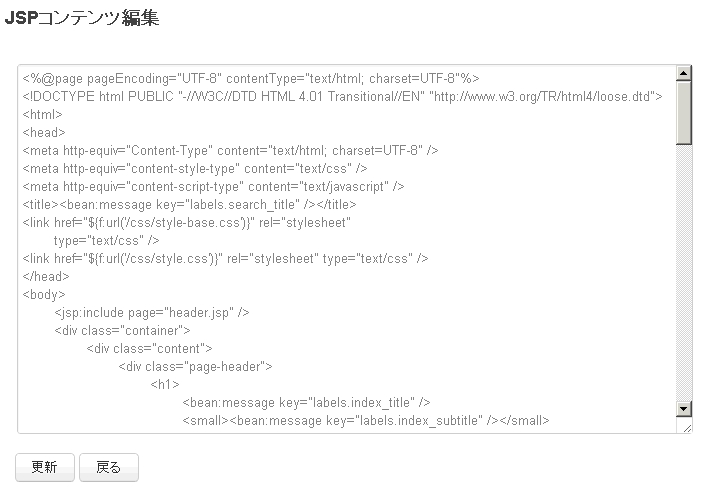 JSPコンテンツ編集
<%@page pageEncoding="UTF-8" contentType="text/html; charset=UTF-8"%>
<!DOCTYPE html PUBLIC "-//W3C//DTD HTML 4.01 Transitional//EN" "http://www.w3.org/TR/html4/loose.dtd">
<html>
<head>
<meta http-equiv="Content-Type" content="text/html; charset=UTF-8" />
<meta http-equiv="content-style-type" content="text/css" />
<meta http-equiv="content-script-type" content="text/javascript" />
<title><bean:message key="labels.search_title" /></title>
<link href="${f:url('/css/style-base.css')}" rel="stylesheet"
type="text/css" />
<link href="${f:url('/css/style.css')}" rel="stylesheet" type="text/css" />
</head>
<body>
<jsp:include page="header.jsp" />
<div class="container">
<div class="content">
<div class="page-header">
<h1>
<bean:message key="labels.index_title" />
<small><bean:message key="labels.index_subtitle" /></small>
更新 戻る